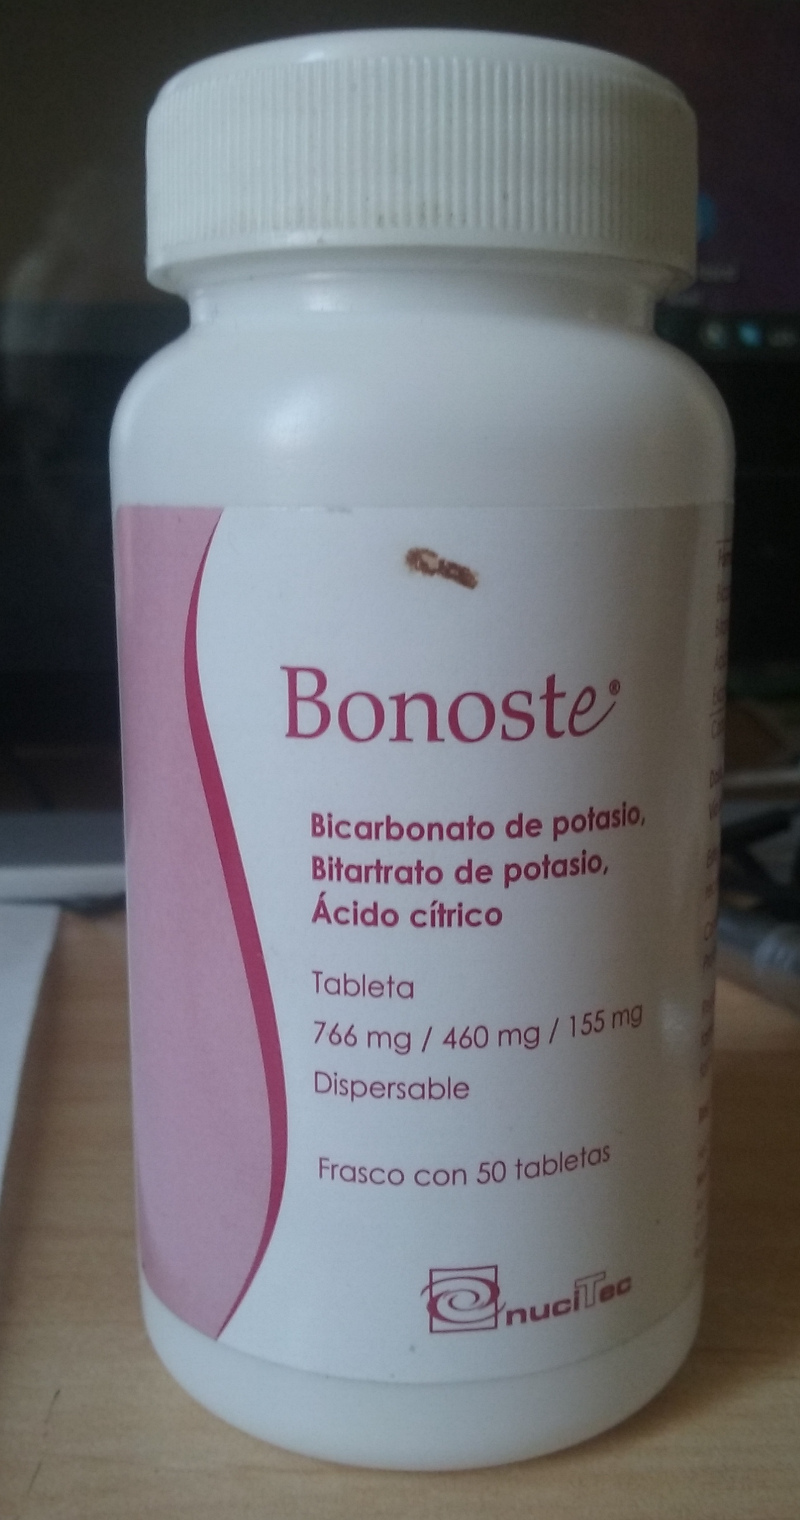 Bonoste®
Bicarbonato de potasio,
Bitartrato de potasio,
Ácido cítrico
Tableta
766 mg / 460 mg / 155 mg
Dispersable
Frasco con 50 tabletas
nuciTec